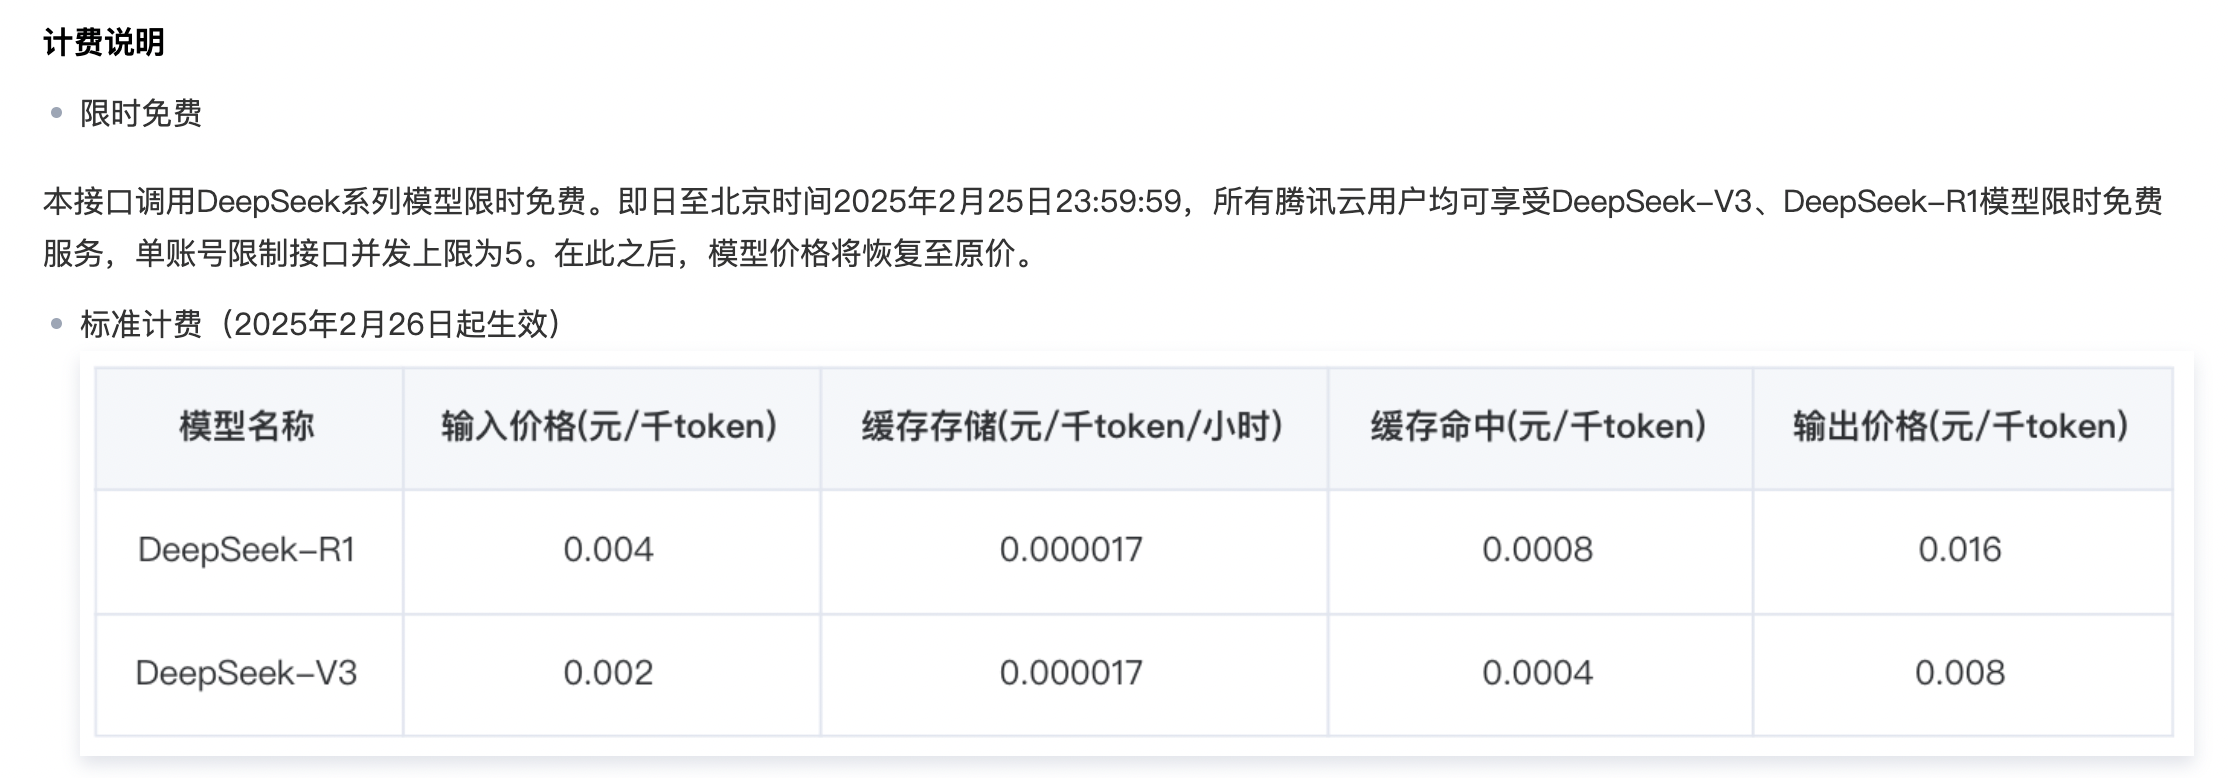 计费说明
限时免费
本接口调用DeepSeek系列模型限时免费。即日至北京时间2025年2月25日23:59:59，所有腾讯云用户均可享受DeepSeek-V3、DeepSeek-R1模型限时免费
服务，单账号限制接口并发上限为5。在此之后，模型价格将恢复至原价。
标准计费（2025年2月26日起生效）
模型名称 输入价格(元/千token) 缓存存储(元/千token/小时) 缓存命中(元/千token) 输出价格(元/千token)
DeepSeek-R1 0.004 0.000017 0.0008 0.016
DeepSeek-V3 0.002 0.000017 0.0004 0.008